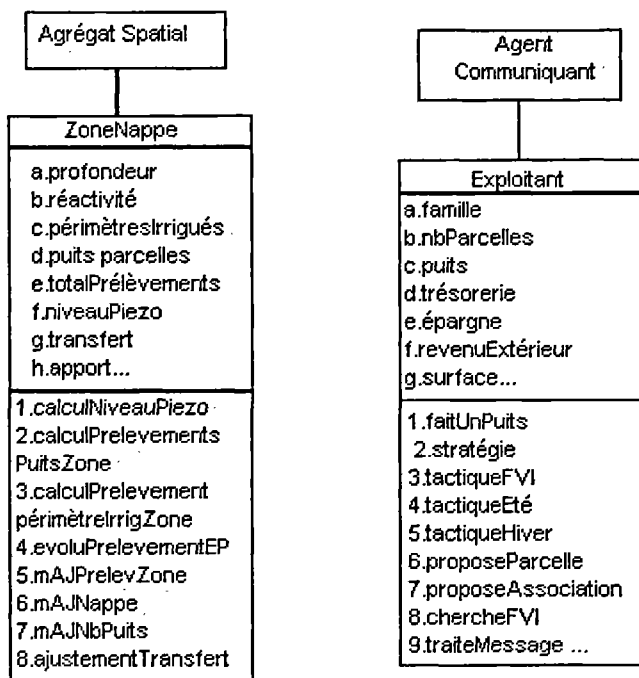 Agrégat Spatial
ZoneNappe
a.profondeur
b.réactivité
c.périmètresIrrigués
d.puits parcelles
e.totalPrélèvements
f.niveauPiezo
g.transfert
h.apport...
1.calculNiveauPiezo
2.calculPrelevements
PuitsZone
3.calculPrelevement
périmètreIrrigZone
4.evoluPrelevementEP
5.mAJPrelevZone
6.mAJNappe
7.mAJNbPuits
8.ajustementTransfert
Agent
Communiquant
Exploitant
a.famille
b.nbParcelles
c.puits
d.trésorerie
e.épargne
f.revenuExtérieur
g.surface...
1.faitUnPuits
2.stratégie
3.tactiqueFVI
4.tactiqueEté
5.tactiqueHiver
6.proposeParcelle
7.proposeAssociation
8.chercheFVI
9.traiteMessage ...